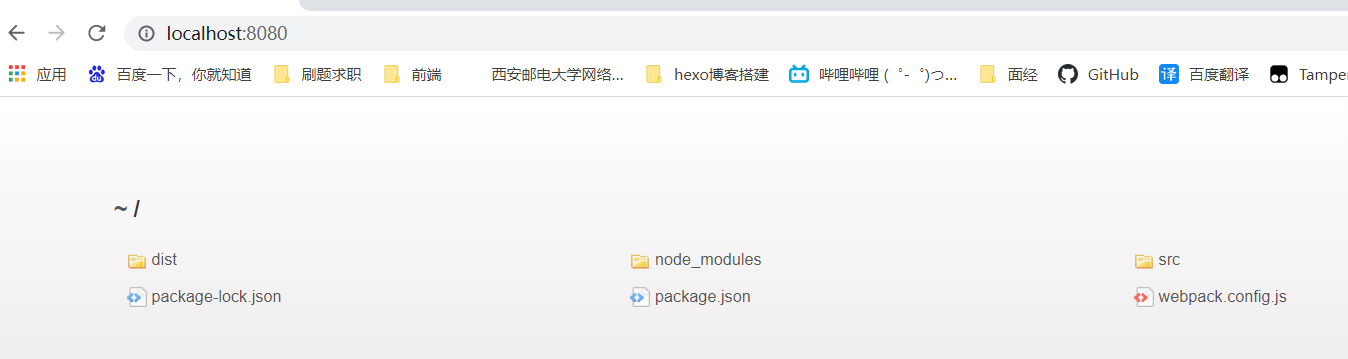 localhost:8080
应用 百度一下，你就知道 刷题求职 前端 西安邮电大学网络... hexo博客搭建 哔哩哔哩 ( ゜- ゜)つ... 译 面经 GitHub 百度翻译 Tamper
~ /
dist node_modules src
package-lock.json package.json webpack.config.js